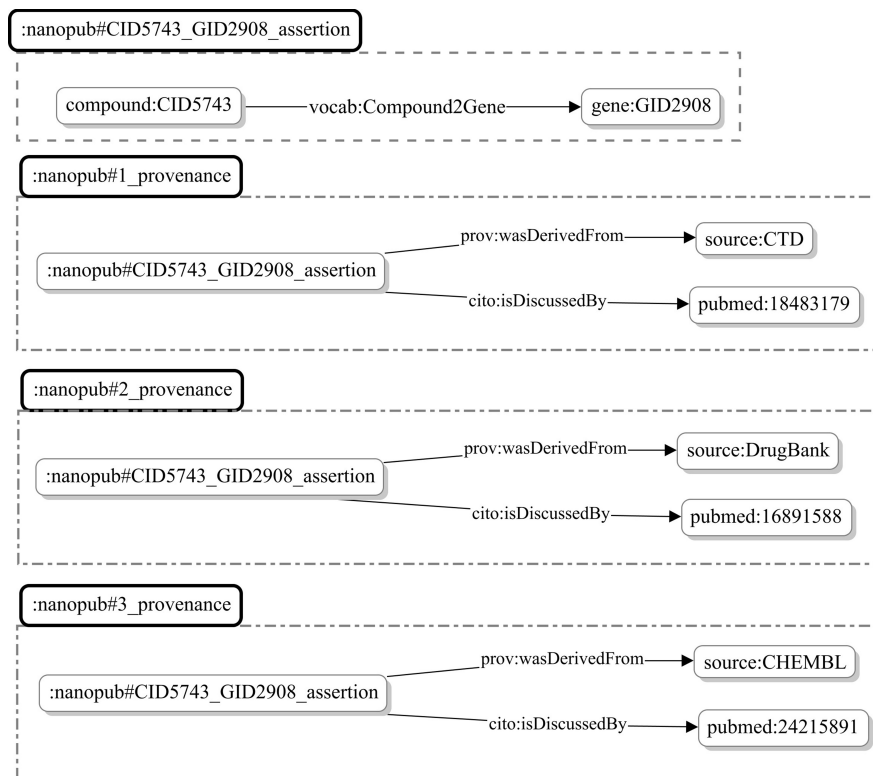 :nanopub#CID5743_GID2908_assertion
compound:CID5743 vocab:Compound2Gene gene:GID2908
:nanopub#1_provenance
prov:wasDerivedFrom source:CTD
:nanopub#CID5743_GID2908_assertion
cito:isDiscussedBy pubmed:18483179
:nanopub#2_provenance
prov:wasDerivedFrom source:DrugBank
:nanopub#CID5743_GID2908_assertion
cito:isDiscussedBy pubmed:16891588
:nanopub#3_provenance
prov:wasDerivedFrom source:CHEMBL
:nanopub#CID5743_GID2908_assertion
cito:isDiscussedBy pubmed:24215891